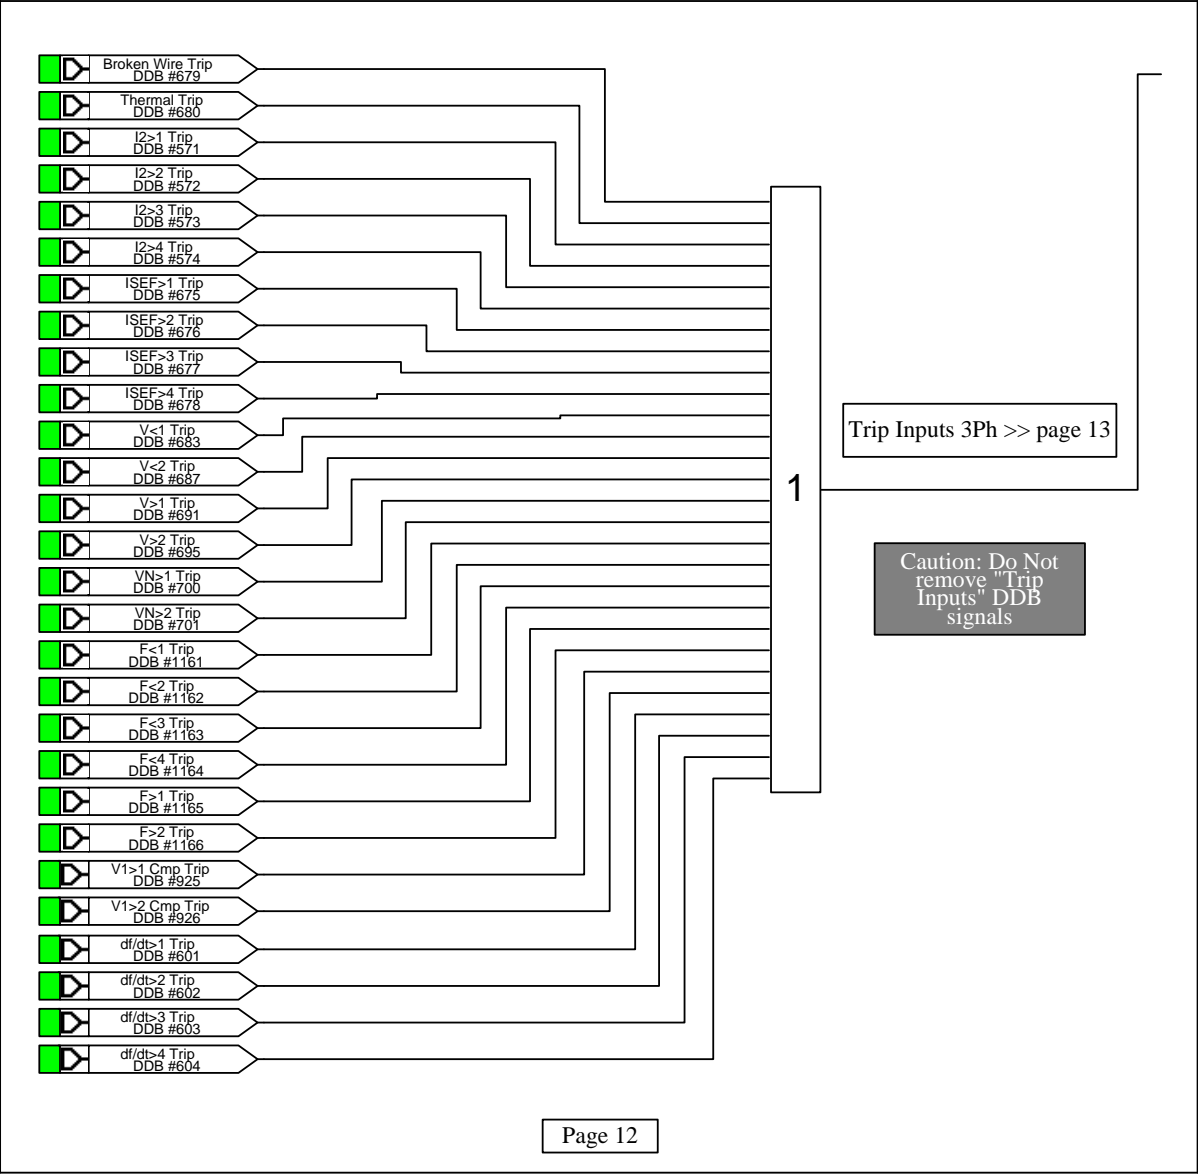 Broken Wire Trip
DDB #679
Thermal Trip
DDB #680
I2>1 Trip
DDB #571
I2>2 Trip
DDB #572
I2>3 Trip
DDB #573
I2>4 Trip
DDB #574
ISEF>1 Trip
DDB #675
ISEF>2 Trip
DDB #676
ISEF>3 Trip
DDB #677
ISEF>4 Trip
DDB #678
V<1 Trip
DDB #683
V<2 Trip
DDB #687
V>1 Trip
DDB #691
V>2 Trip
DDB #695
VN>1 Trip
DDB #700
VN>2 Trip
DDB #701
F<1 Trip
DDB #1161
F<2 Trip
DDB #1162
F<3 Trip
DDB #1163
F<4 Trip
DDB #1164
F>1 Trip
DDB #1165
F>2 Trip
DDB #1166
V1>1 Cmp Trip
DDB #925
V1>2 Cmp Trip
DDB #926
df/dt>1 Trip
DDB #601
df/dt>2 Trip
DDB #602
df/dt>3 Trip
DDB #603
df/dt>4 Trip
DDB #604
1
Trip Inputs 3Ph >> page 13
Caution: Do Not
remove "Trip
Inputs" DDB
signals
Page 12